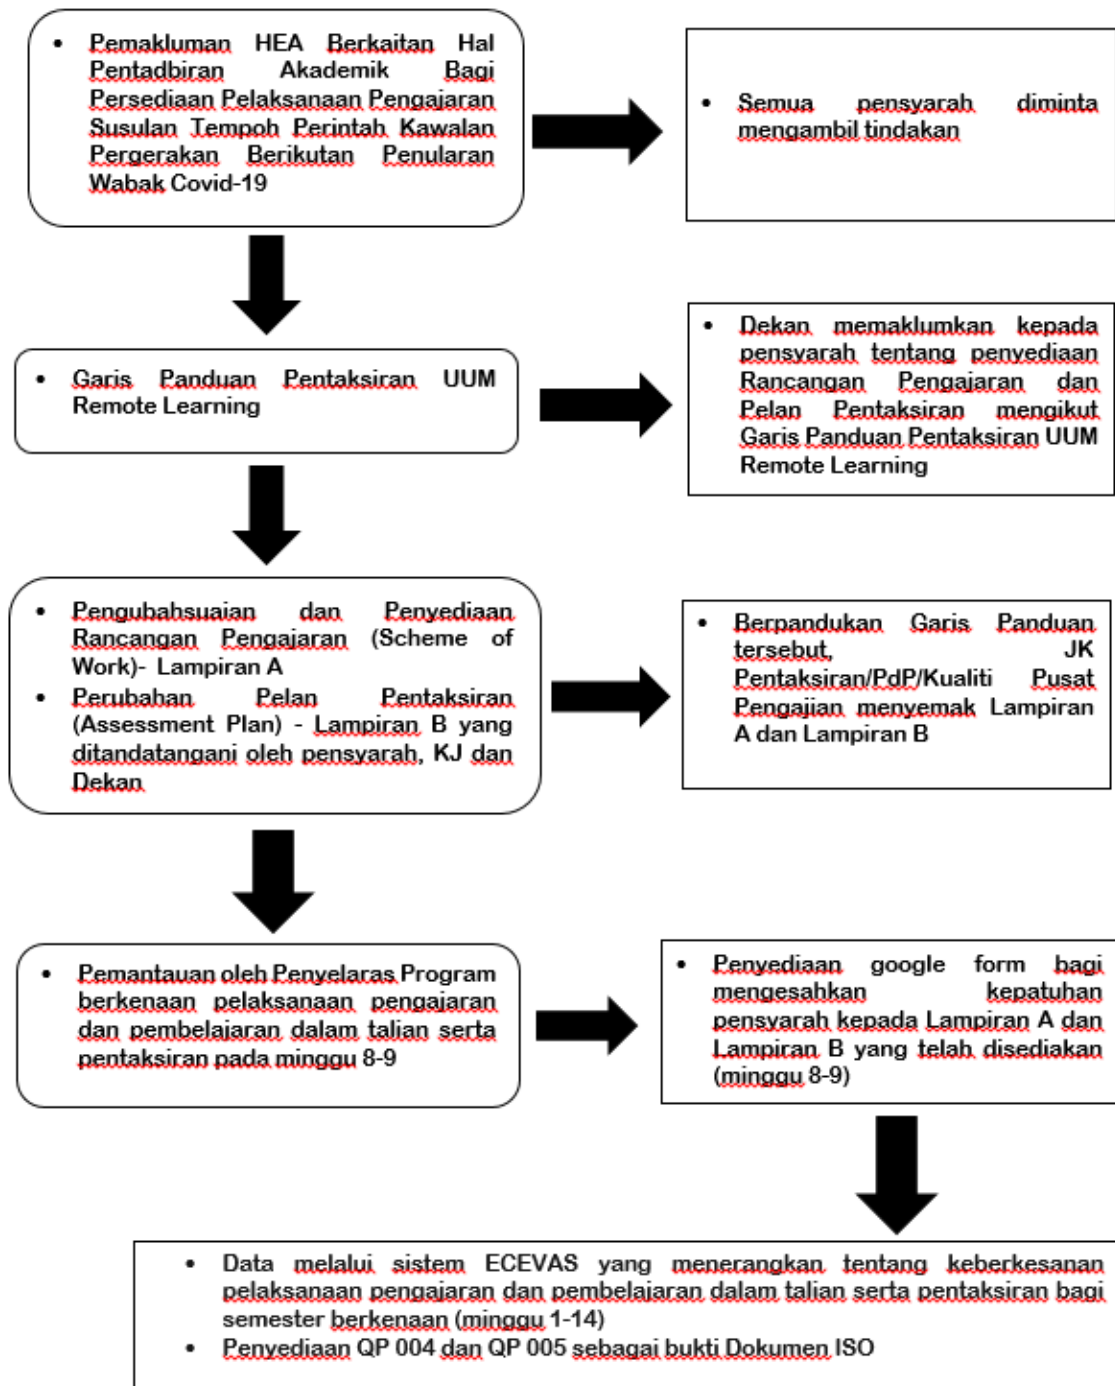 • Pemakluman HEA Berkaitan Hal
Pentadbiran Akademik Bagi
Persediaan Pelaksanaan Pengajaran
Susulan Tempoh Perintah Kawalan
Pergerakan Berikutan Penularan
Wabak Covid-19
• Semua pensyarah diminta
mengambil tindakan
• Garis Panduan Pentaksiran UUM
Remote Learning
• Dekan memaklumkan kepada
pensyarah tentang penyediaan
Rancangan Pengajaran dan
Pelan Pentaksiran mengikut
Garis Panduan Pentaksiran UUM
Remote Learning
• Pengubahsuaian dan Penyediaan
Rancangan Pengajaran (Scheme of
Work)- Lampiran A
• Perubahan Pelan Pentaksiran
(Assessment Plan) - Lampiran B yang
ditandatangani oleh pensyarah, KJ dan
Dekan
• Berpandukan Garis Panduan
tersebut, JK
Pentaksiran/PdP/Kualiti Pusat
Pengajian menyemak Lampiran
A dan Lampiran B
• Pemantauan oleh Penyelaras Program
berkenaan pelaksanaan pengajaran
dan pembelajaran dalam talian serta
pentaksiran pada minggu 8-9
• Penyediaan google form bagi
mengesahkan kepatuhan
pensyarah kepada Lampiran A dan
Lampiran B yang telah disediakan
(minggu 8-9)
• Data melalui sistem ECEVAS yang menerangkan tentang keberkesanan
pelaksanaan pengajaran dan pembelajaran dalam talian serta pentaksiran bagi
semester berkenaan (minggu 1-14)
• Penyediaan QP 004 dan QP 005 sebagai bukti Dokumen ISO